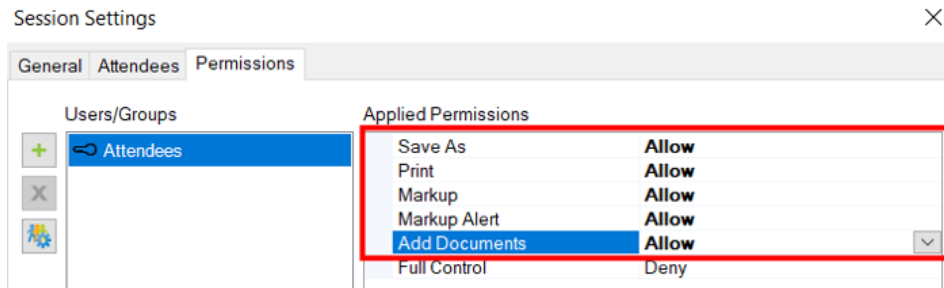 Session Settings
General Attendees Permissions
Users/Groups
Applied Permissions
Attendees
Save As Allow
Print Allow
Markup Allow
Markup Alert Allow
Add Documents Allow
Full Control Deny